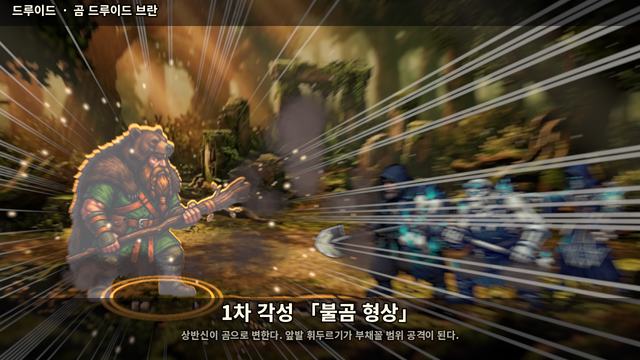 드루이드 · 곰 드루이드 브란
1차 각성 「불곰 형상」
상반신이 곰으로 변한다. 앞발 휘두르기가 부채꼴 범위 공격이 된다.